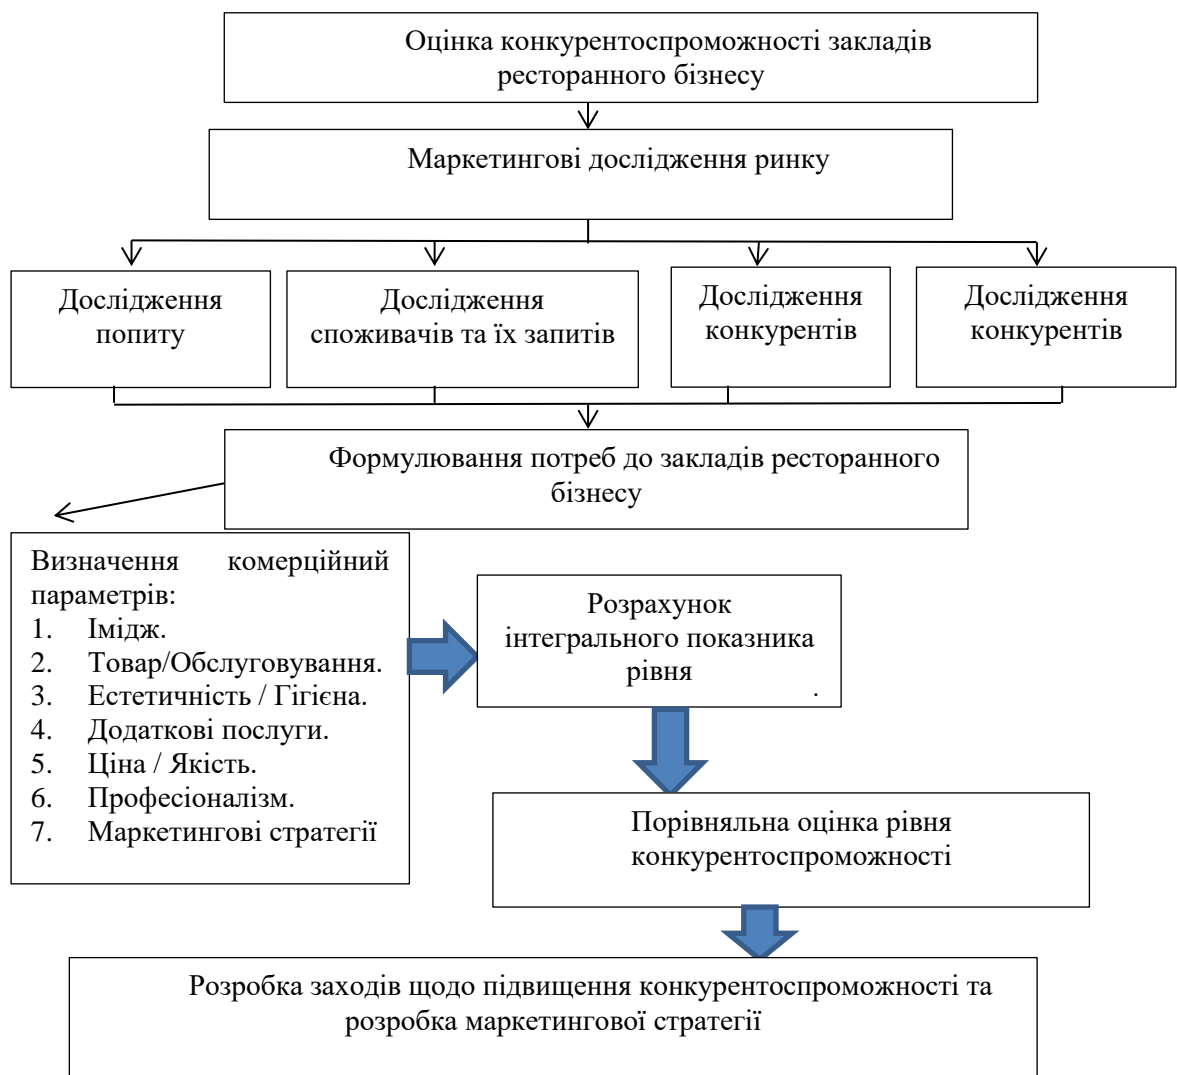 Оцінка конкурентоспроможності закладів
ресторанного бізнесу
Маркетингові дослідження ринку
Дослідження
попиту
Дослідження
споживачів та їх запитів
Дослідження
конкурентів
Дослідження
конкурентів
Формулювання потреб до закладів ресторанного
бізнесу
Визначення комерційний
параметрів:
1. Імідж.
2. Товар/Обслуговування.
3. Естетичність / Гігієна.
4. Додаткові послуги.
5. Ціна / Якість.
6. Професіоналізм.
7. Маркетингові стратегії
Розрахунок
інтегрального показника
рівня
.
Порівняльна оцінка рівня
конкурентоспроможності
Розробка заходів щодо підвищення конкурентоспроможності та
розробка маркетингової стратегії